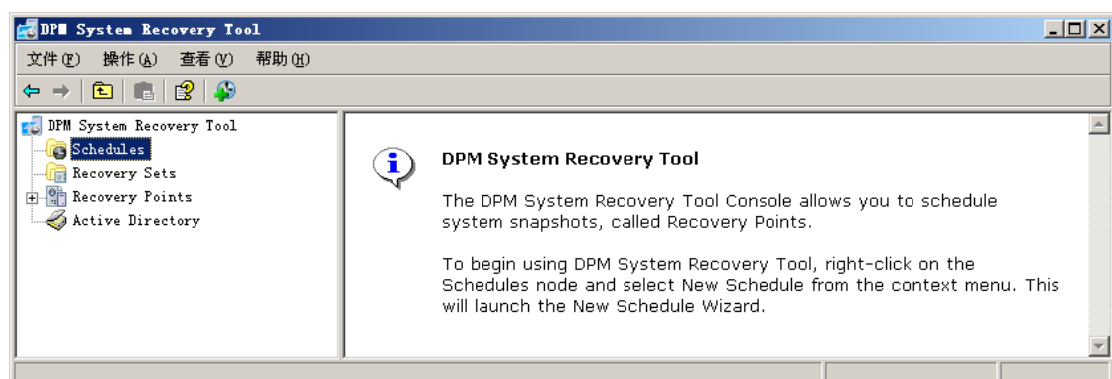 DPM System Recovery Tool
文件(F) 操作(A) 查看(V) 帮助(H)
DPM System Recovery Tool
Schedules
Recovery Sets
Recovery Points
Active Directory
DPM System Recovery Tool
The DPM System Recovery Tool Console allows you to schedule
system snapshots, called Recovery Points.
To begin using DPM System Recovery Tool, right-click on the
Schedules node and select New Schedule from the context menu. This
will launch the New Schedule Wizard.